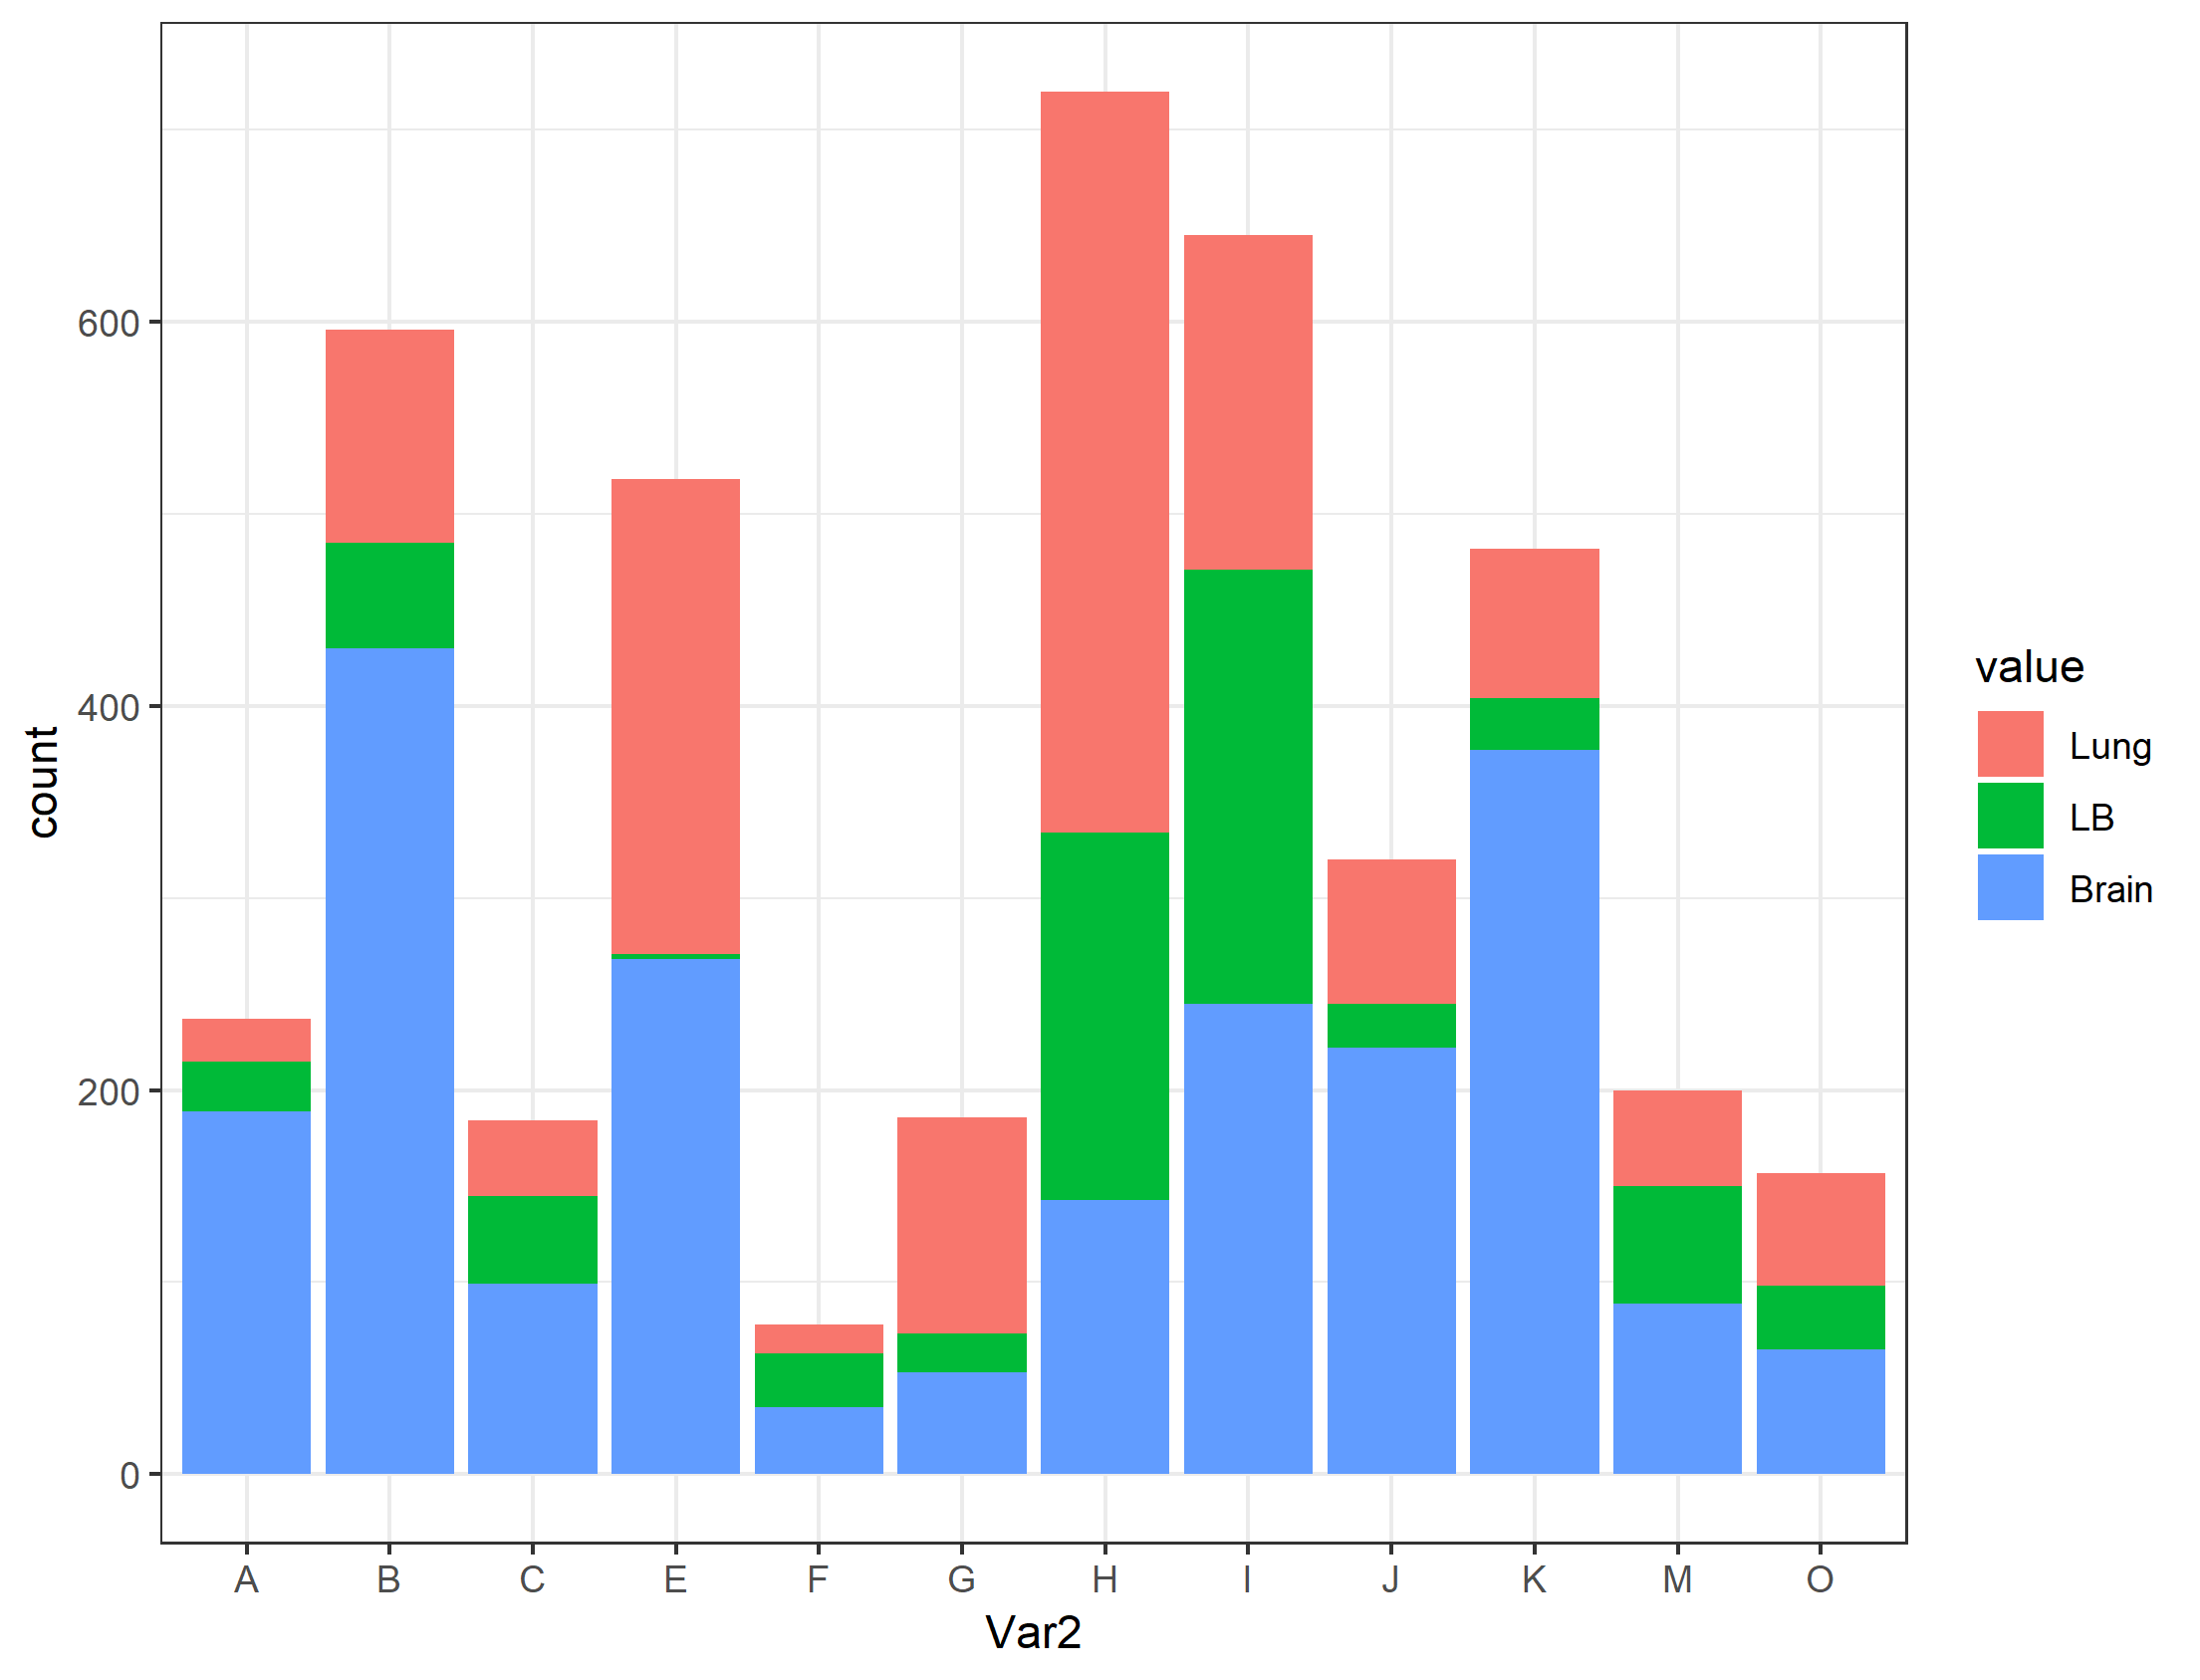 count
600
400
200
0
A B C E F G H I J K M O
Var2
value
Lung
LB
Brain